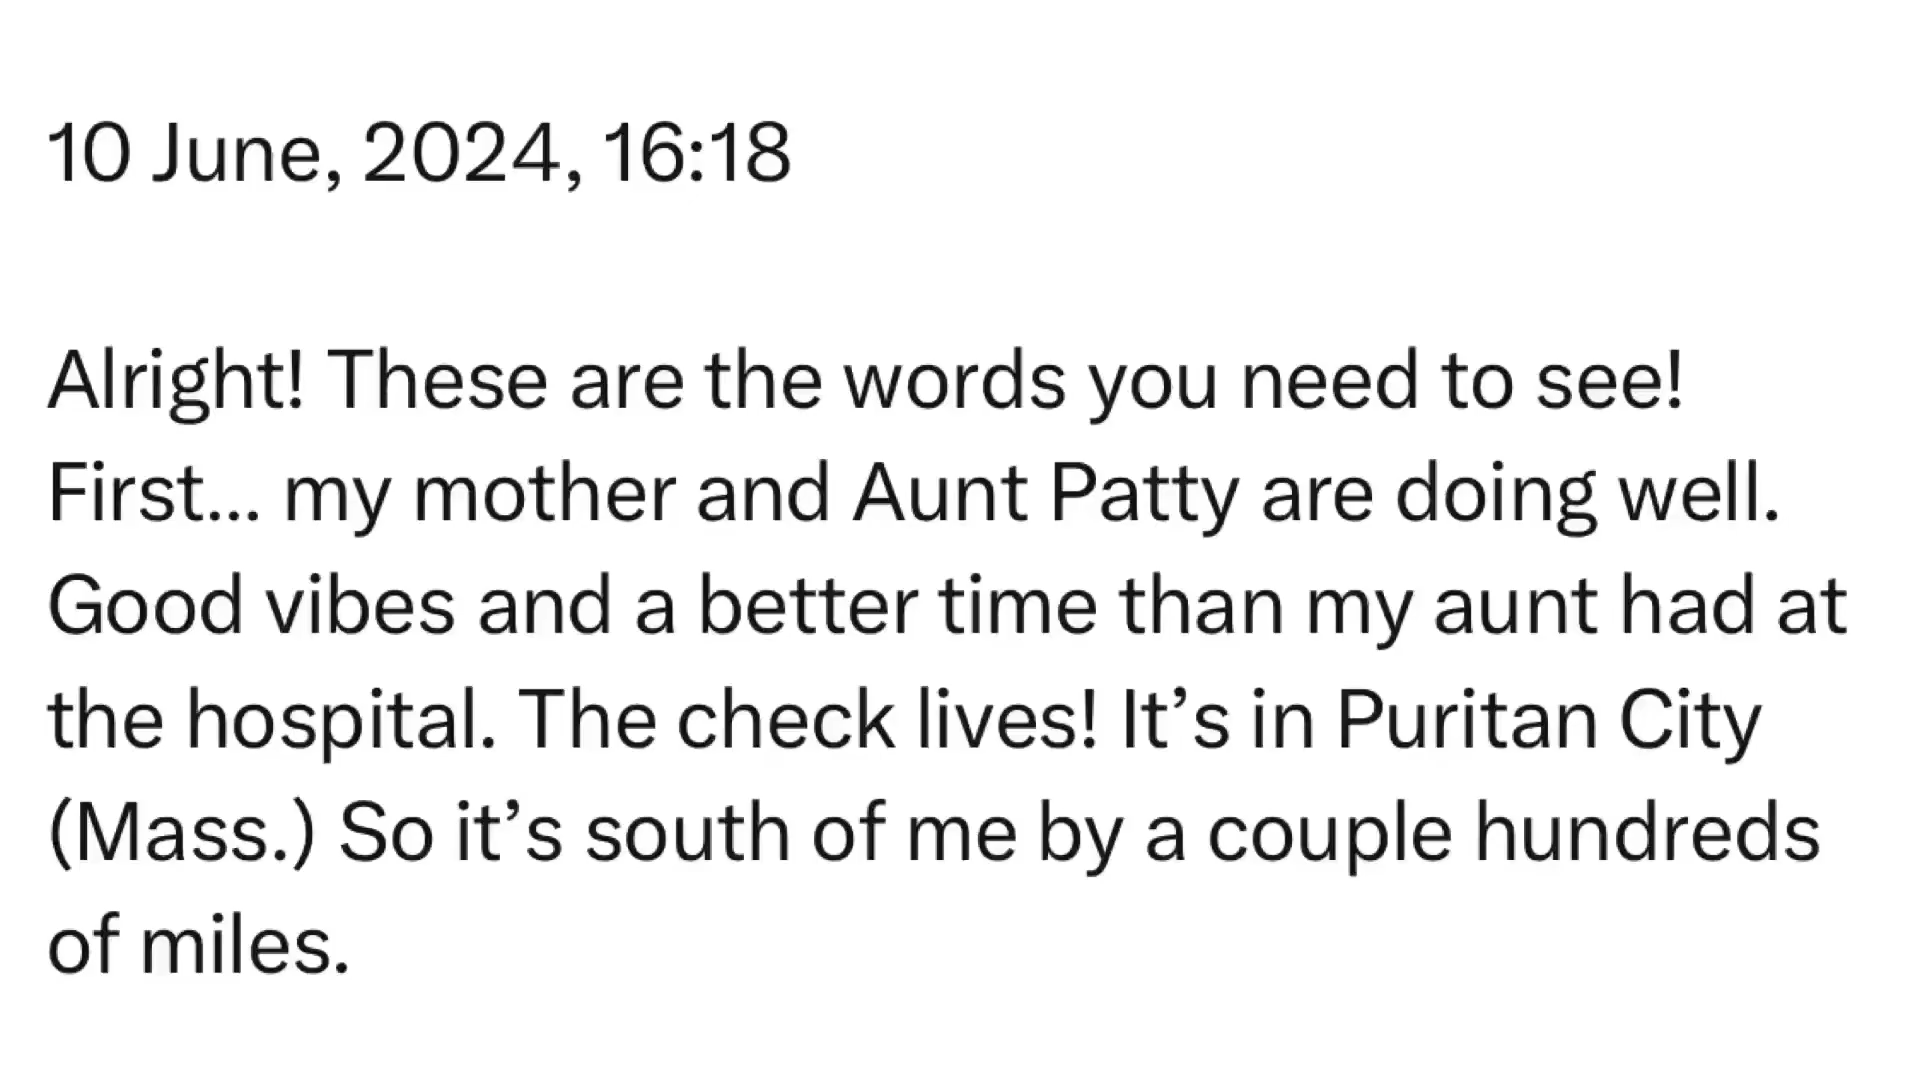 10 June, 2024, 16:18
Alright! These are the words you need to see!
First... my mother and Aunt Patty are doing well.
Good vibes and a better time than my aunt had at
the hospital. The check lives! It’s in Puritan City
(Mass.) So it’s south of me by a couple hundreds
of miles.